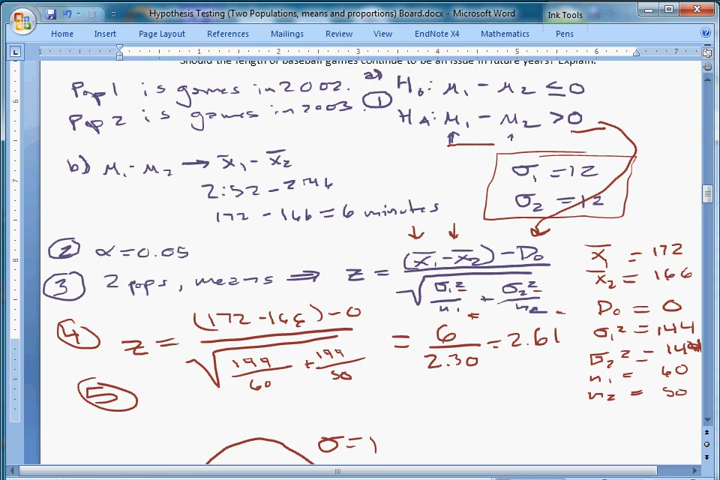 Hypothesis Testing (Two Populations, means and proportions) Board.docx - Microsoft Word
Ink Tools
Home Insert Page Layout References Mailings Review View EndNote X4 Mathematics Pens
Should the length of baseball games continue to be an issue in future years? Explain.
Pop 1 is games in 2002.
Pop 2 is games in 2003.
a) H₀: μ₁ - μ₂ ≤ 0
① HA: μ₁ - μ₂ > 0
σ₁ = 12
σ₂ = 12
b) μ₁ - μ₂ → x̄₁ - x̄₂
2:52 - 2:46
172 - 166 = 6 minutes
② α = 0.05
③ 2 pops, means ⇒ z = (x̄₁ - x̄₂) - D₀ / √(σ₁²/n₁ + σ₂²/n₂)
x̄₁ = 172
x̄₂ = 166
D₀ = 0
σ₁² = 144
σ₂² = 144
n₁ = 60
n₂ = 50
④ z = (172 - 166) - 0 / √(144/60 + 144/50) = 6 / 2.30 = 2.61
⑤
σ = 1